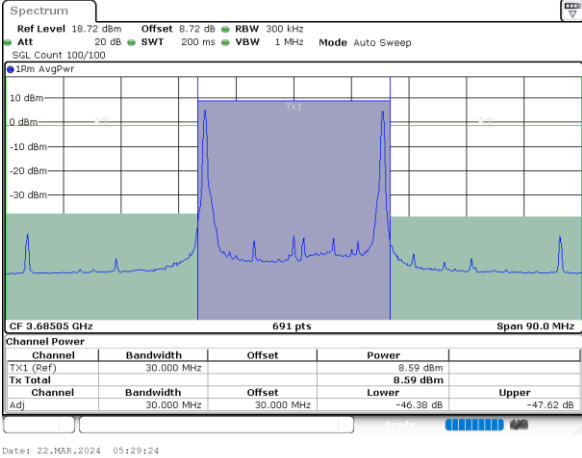 Spectrum
Ref Level 18.72 dBm Offset 8.72 dB RBW 300 kHz
Att 20 dB SWT 200 ms VBW 1 MHz Mode Auto Sweep
SGL Count 100/100
1Rm AvgPwr
10 dBm
TX1
0 dBm Adj Adj
-10 dBm
-20 dBm
-30 dBm
CF 3.68505 GHz 691 pts Span 90.0 MHz
Channel Power
Channel Bandwidth Offset Power
TX1 (Ref) 30.000 MHz 8.59 dBm
Tx Total 8.59 dBm
Channel Bandwidth Offset Lower Upper
Adj 30.000 MHz 30.000 MHz -46.38 dB -47.62 dB
Ready
Date: 22.MAR.2024 05:29:24